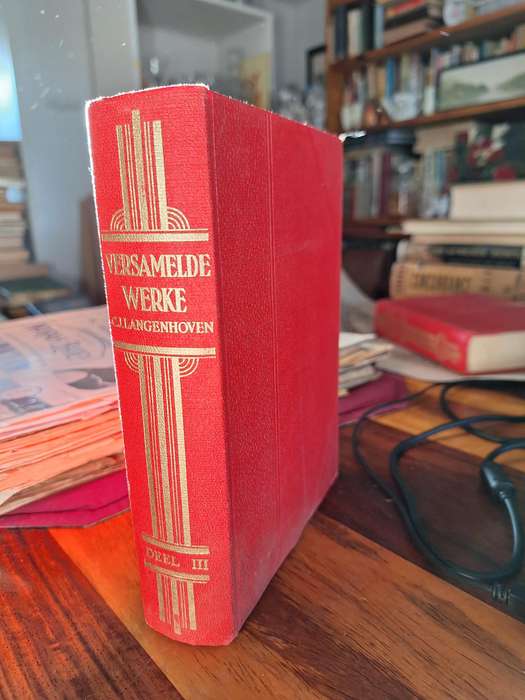 VERSAMELDE
WERKE
C.J. LANGENHOVEN
DEEL III